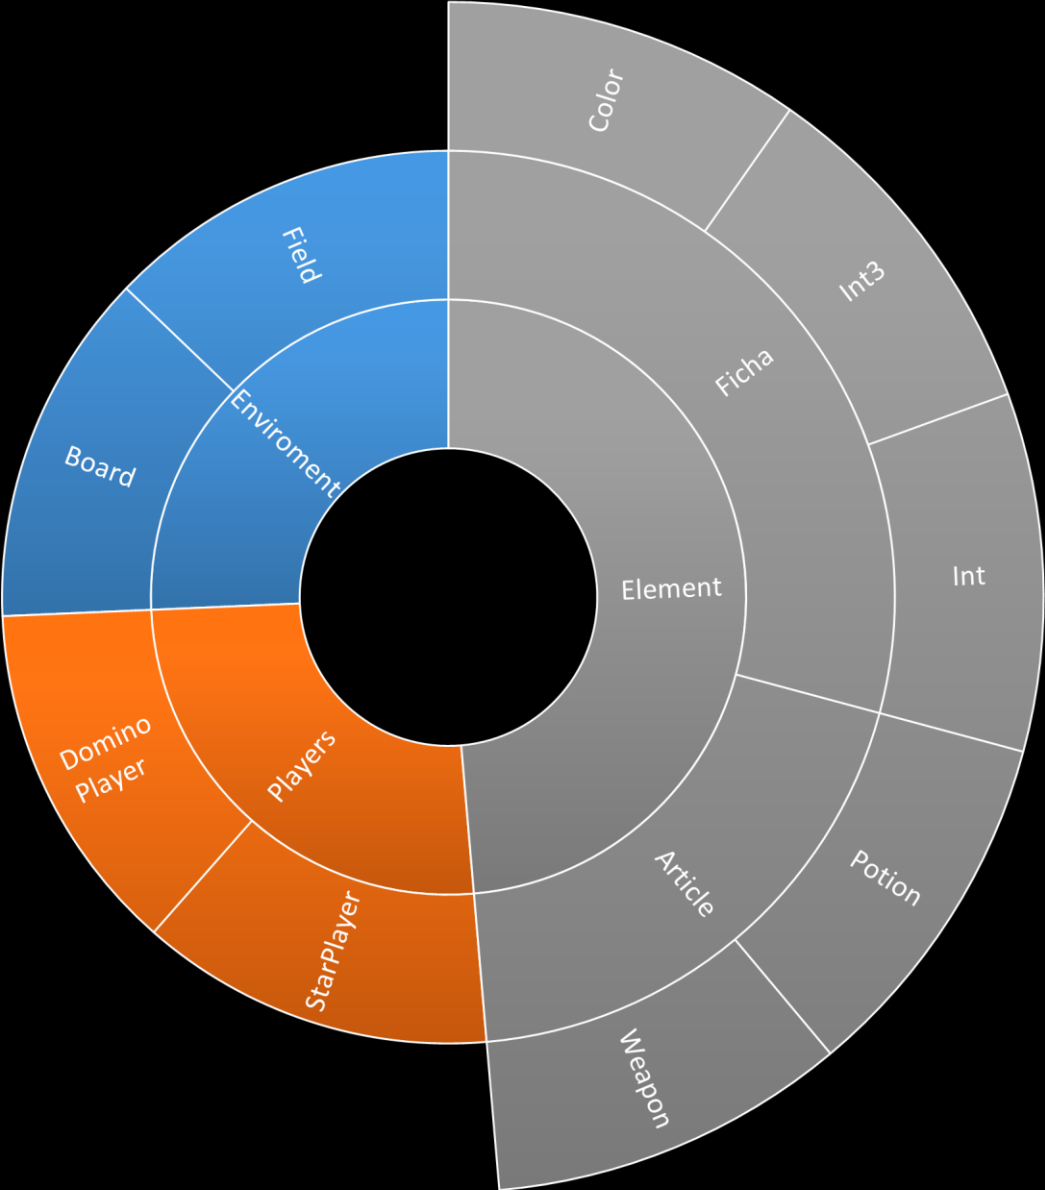 Color
Int3
Field
Ficha
Enviroment
Board
Int
Element
Domino
Player
Players
Potion
Article
StarPlayer
Weapon